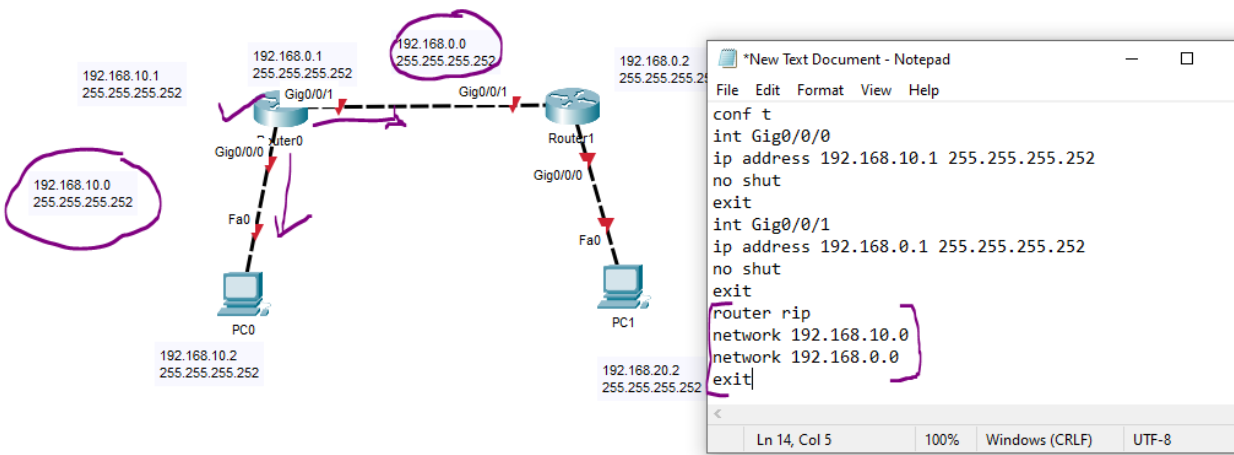 192.168.10.1
255.255.255.252
192.168.0.1
255.255.255.252
Gig0/0/1
192.168.0.0
255.255.255.252
Gig0/0/1
192.168.0.2
Gig0/0/0
192.168.10.0
255.255.255.252
Fa0
PC0
192.168.10.2
255.255.255.252
Router1
Gig0/0/0
Fa0
PC1
192.168.20.2
255.255.255.252
*New Text Document - Notepad
File Edit Format View Help
conf t
int Gig0/0/0
ip address 192.168.10.1 255.255.255.252
no shut
exit
int Gig0/0/1
ip address 192.168.0.1 255.255.255.252
no shut
exit
router rip
network 192.168.10.0
network 192.168.0.0
exit
Ln 14, Col 5 100% Windows (CRLF) UTF-8